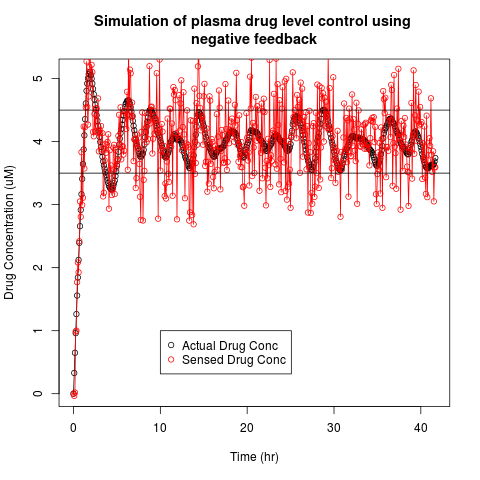 Simulation of plasma drug level control using
negative feedback
Drug Concentration (uM)
5
4
3
2
1
0
Actual Drug Conc
Sensed Drug Conc
0 10 20 30 40
Time (hr)